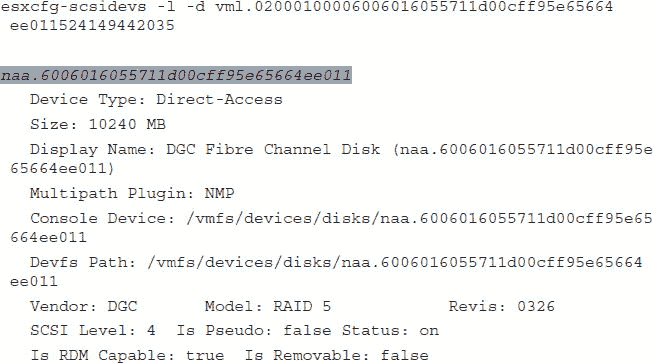 esxcfg-scsidevs -l -d vml.02000100006006016055711d00cff95e65664
ee011524149442035
naa.6006016055711d00cff95e65664ee011
Device Type: Direct-Access
Size: 10240 MB
Display Name: DGC Fibre Channel Disk (naa.6006016055711d00cff95e
65664ee011)
Multipath Plugin: NMP
Console Device: /vmfs/devices/disks/naa.6006016055711d00cff95e65
664ee011
Devfs Path: /vmfs/devices/disks/naa.6006016055711d00cff95e65664
ee011
Vendor: DGC Model: RAID 5 Revis: 0326
SCSI Level: 4 Is Pseudo: false Status: on
Is RDM Capable: true Is Removable: false